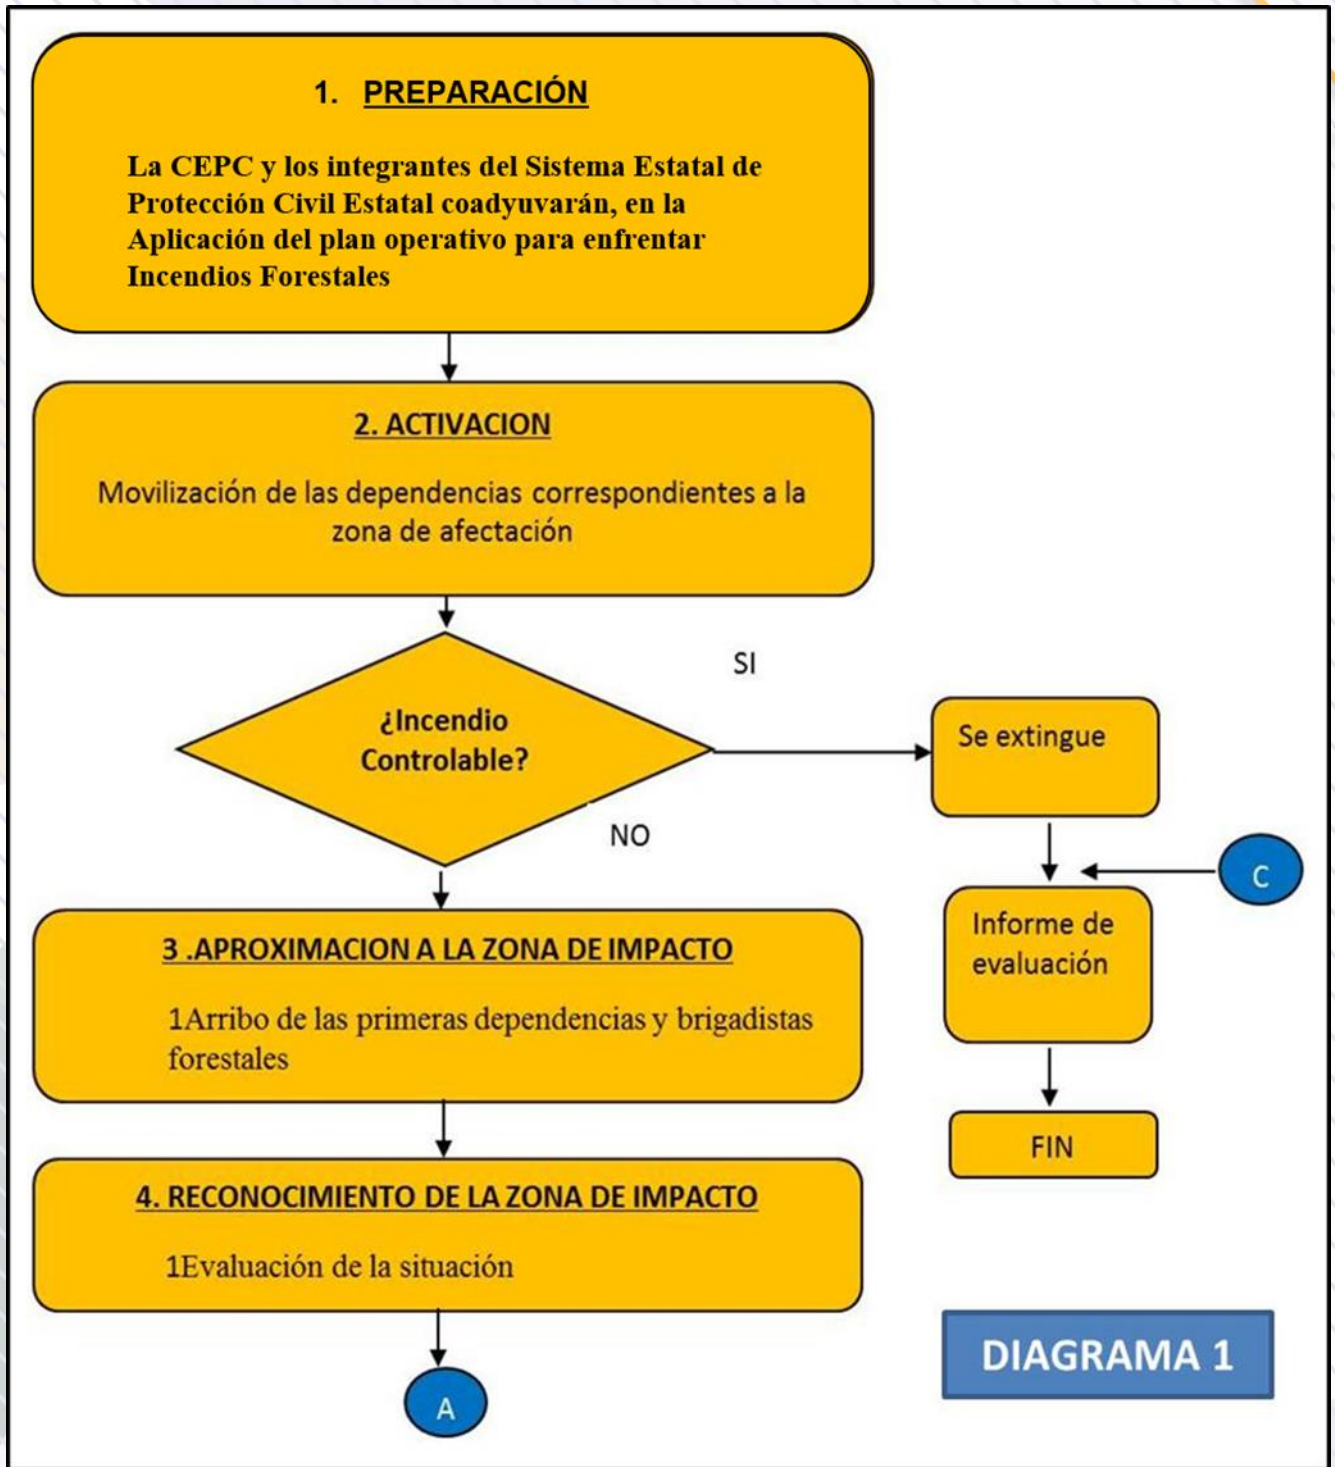 1. PREPARACIÓN
La CEPC y los integrantes del Sistema Estatal de
Protección Civil Estatal coadyuvarán, en la
Aplicación del plan operativo para enfrentar
Incendios Forestales
2. ACTIVACION
Movilización de las dependencias correspondientes a la
zona de afectación
¿Incendio
Controlable?
SI
NO
Se extingue
C
Informe de
evaluación
FIN
3 .APROXIMACION A LA ZONA DE IMPACTO
1Arribo de las primeras dependencias y brigadistas
forestales
4. RECONOCIMIENTO DE LA ZONA DE IMPACTO
1Evaluación de la situación
A
DIAGRAMA 1